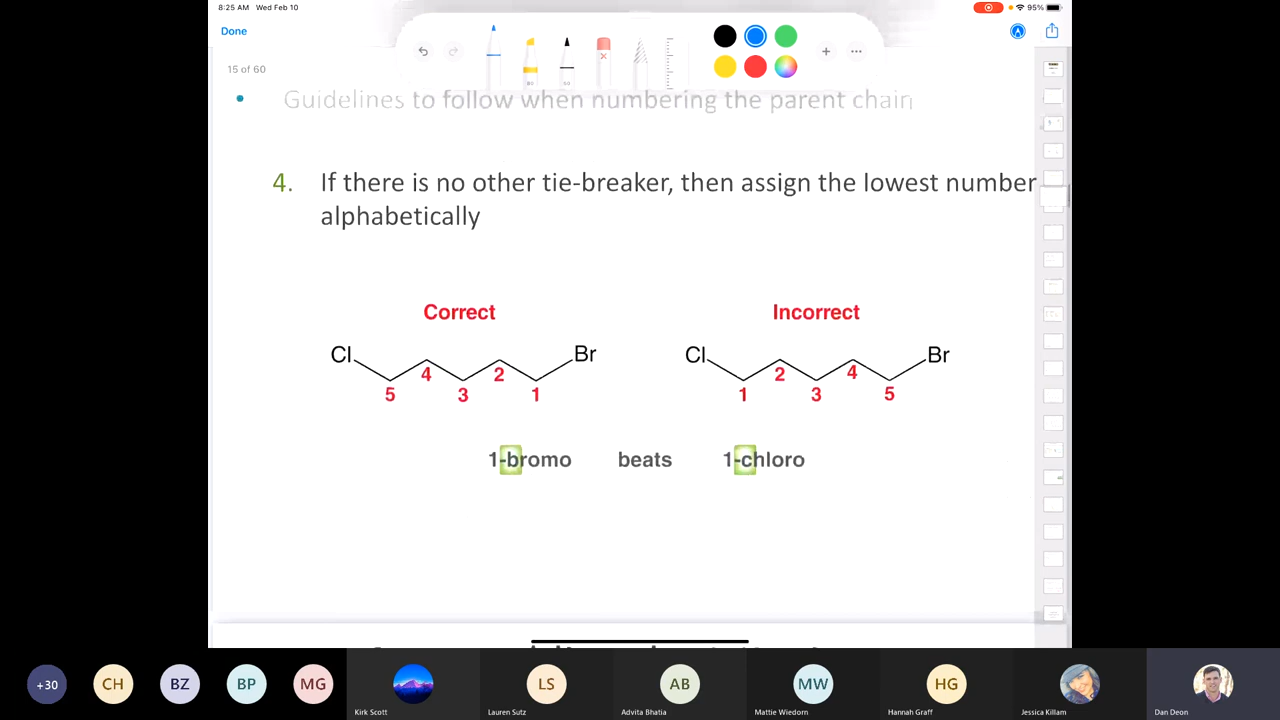 8:25 AM Wed Feb 10
95%
Done
15 of 60
Guidelines to follow when numbering the parent chain
4. If there is no other tie-breaker, then assign the lowest number
alphabetically
Correct
Incorrect
Cl Br
5 4 3 2 1
Cl Br
1 2 3 4 5
1-bromo beats 1-chloro
+30 CH BZ BP MG LS AB MW HG
Kirk Scott Lauren Sutz Advita Bhatia Mattie Wiedorn Hannah Graff Jessica Killam Dan Deon